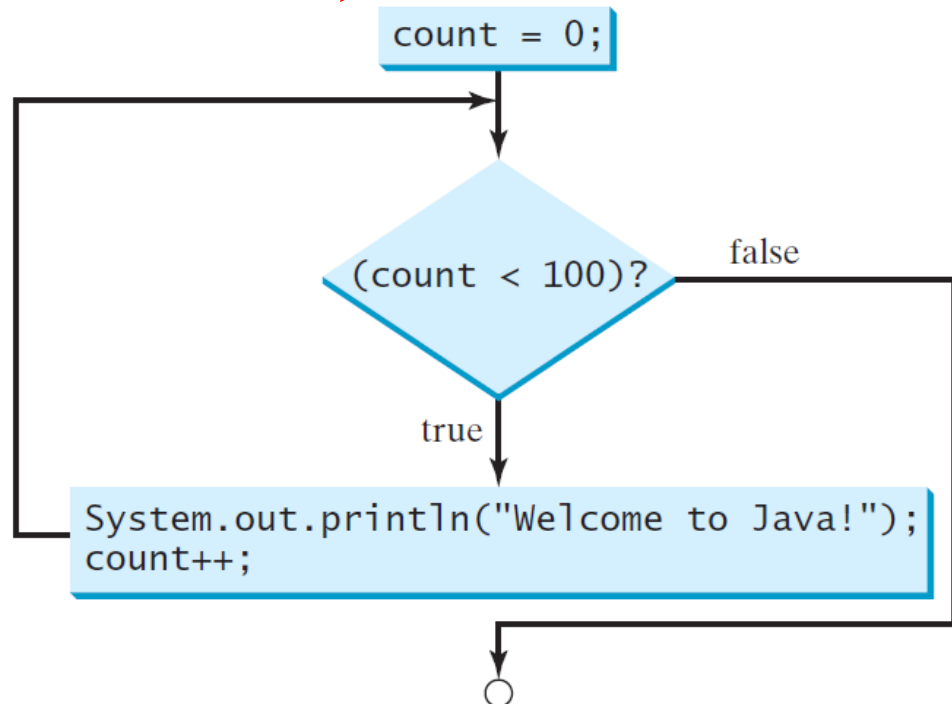 count = 0;
(count < 100)?
false
true
System.out.println("Welcome to Java!");
count++;